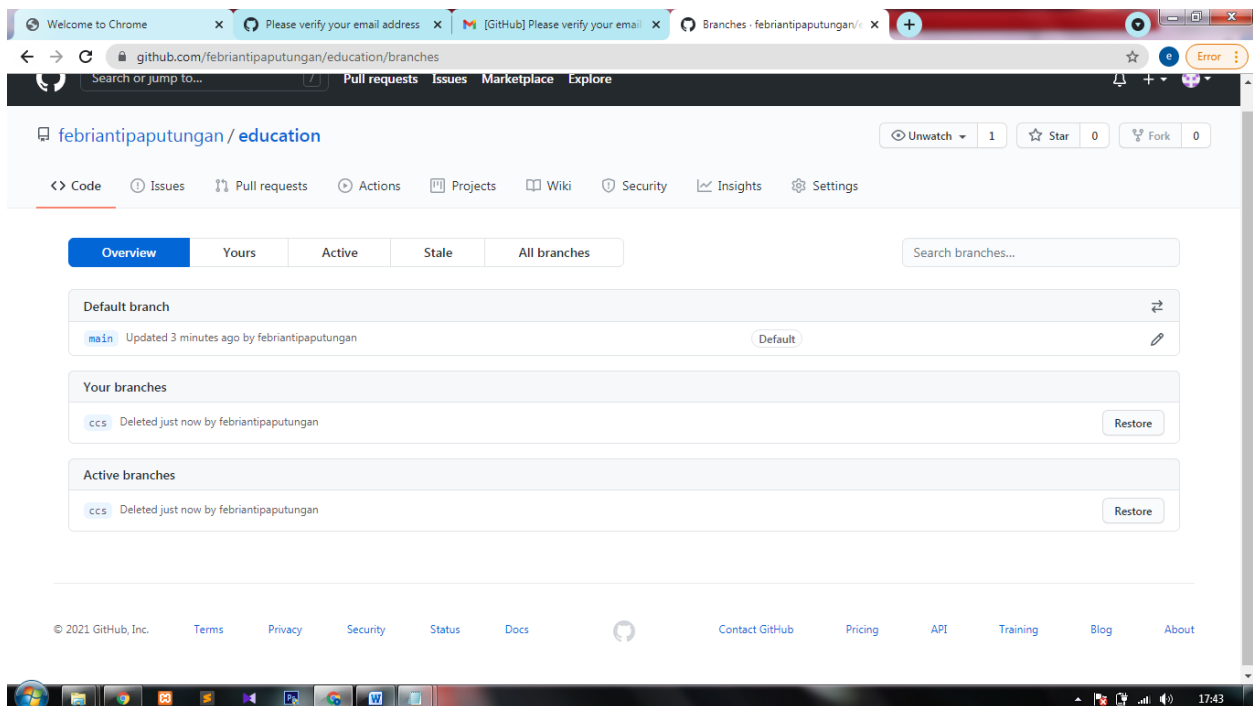 Welcome to Chrome
Please verify your email address
[GitHub] Please verify your email
Branches · febriantipaputungan/e
github.com/febriantipaputungan/education/branches
e
Error
Search or jump to...
/
Pull requests Issues Marketplace Explore
febriantipaputungan / education
Unwatch 1 Star 0 Fork 0
<> Code Issues Pull requests Actions Projects Wiki Security Insights Settings
Overview Yours Active Stale All branches Search branches...
Default branch
main Updated 3 minutes ago by febriantipaputungan Default
Your branches
ccs Deleted just now by febriantipaputungan Restore
Active branches
ccs Deleted just now by febriantipaputungan Restore
© 2021 GitHub, Inc. Terms Privacy Security Status Docs Contact GitHub Pricing API Training Blog About
Ps W 17:43